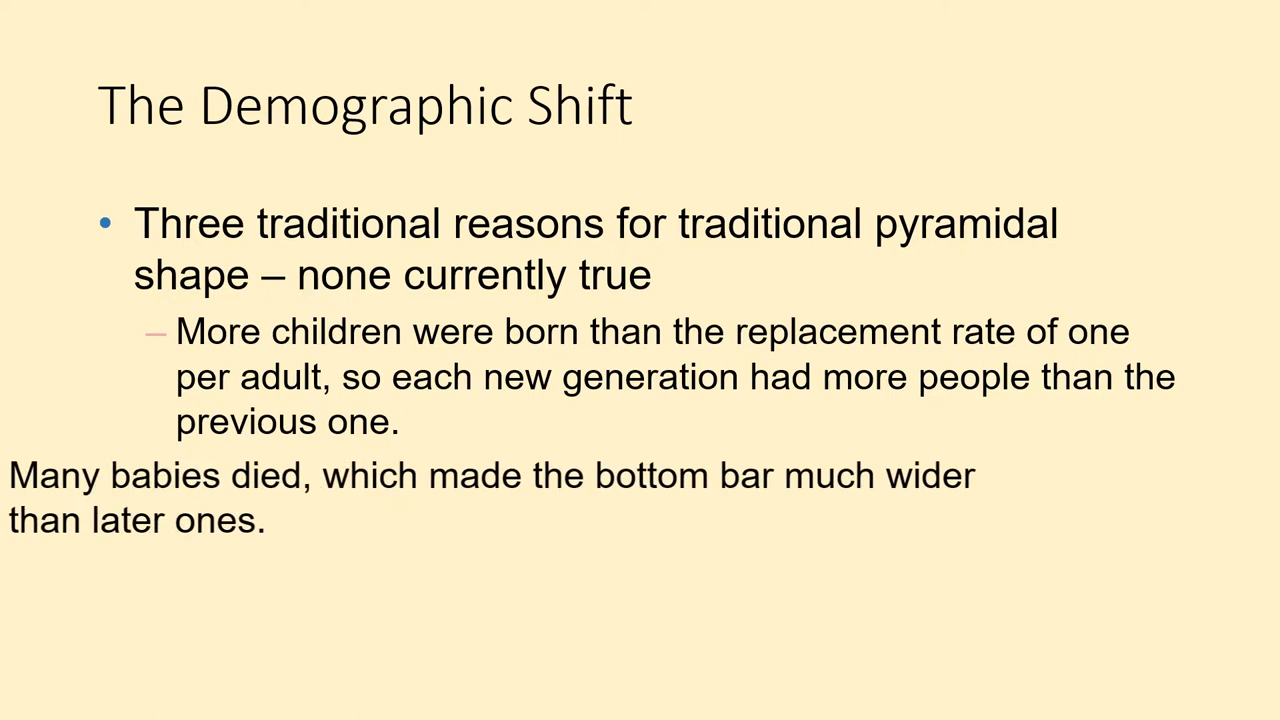 The Demographic Shift
• Three traditional reasons for traditional pyramidal
shape – none currently true
– More children were born than the replacement rate of one
per adult, so each new generation had more people than the
previous one.
Many babies died, which made the bottom bar much wider
than later ones.